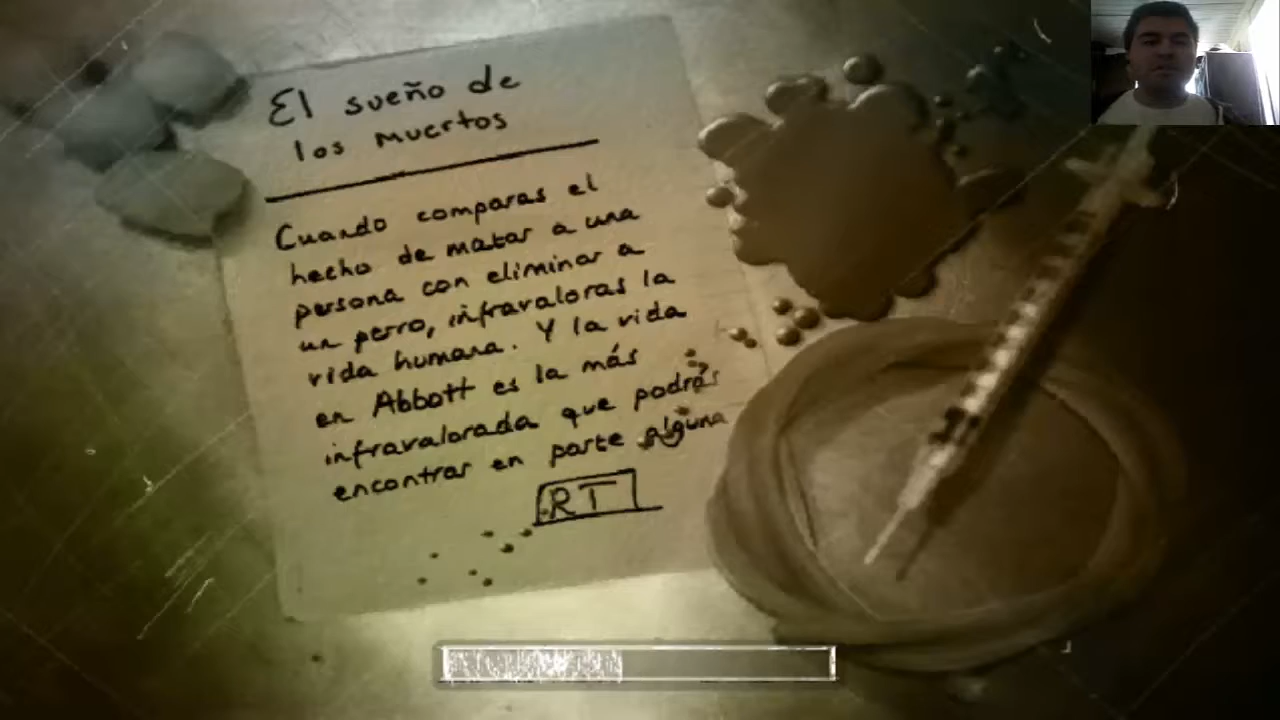 El sueño de
los muertos
Cuando comparas el
hecho de matar a una
persona con eliminar a
un perro, infravaloras la
vida humana. Y la vida
en Abbott es la más
infravalorada que podrás
encontrar en parte alguna
RT